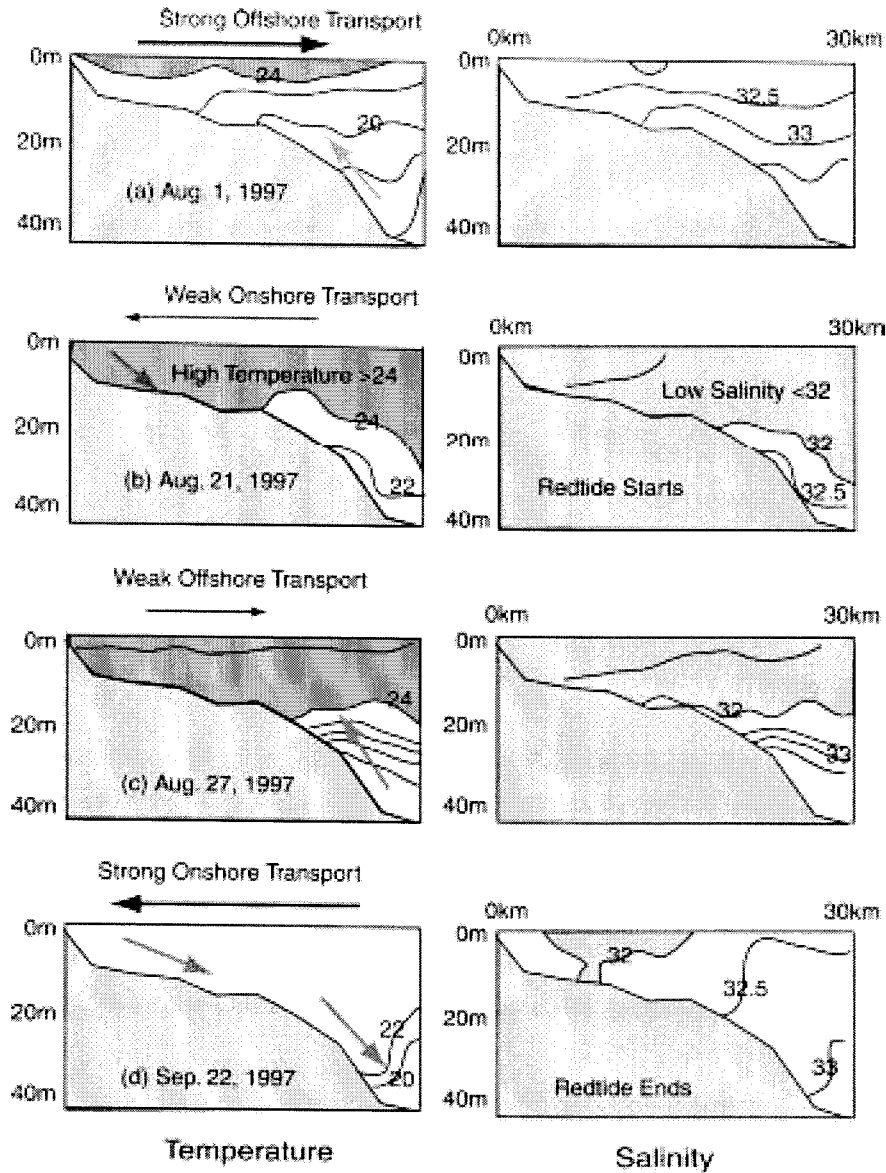 Strong Offshore Transport
0km 30km
0m 0m
24 32.5
20m 20 20m 33
(a) Aug. 1, 1997
40m 40m
Weak Onshore Transport
0km 30km
0m 0m
High Temperature >24 Low Salinity <32
20m 24 20m 32
(b) Aug. 21, 1997 22 Redtide Starts 32.5
40m 40m
Weak Offshore Transport
0km 30km
0m 0m
24
20m 20m 32
(c) Aug. 27, 1997 33
40m 40m
Strong Onshore Transport
0km 30km
0m 0m
32
20m 20m 32.5
22
(d) Sep. 22, 1997 20 Redtide Ends 33
40m 40m
Temperature Salinity